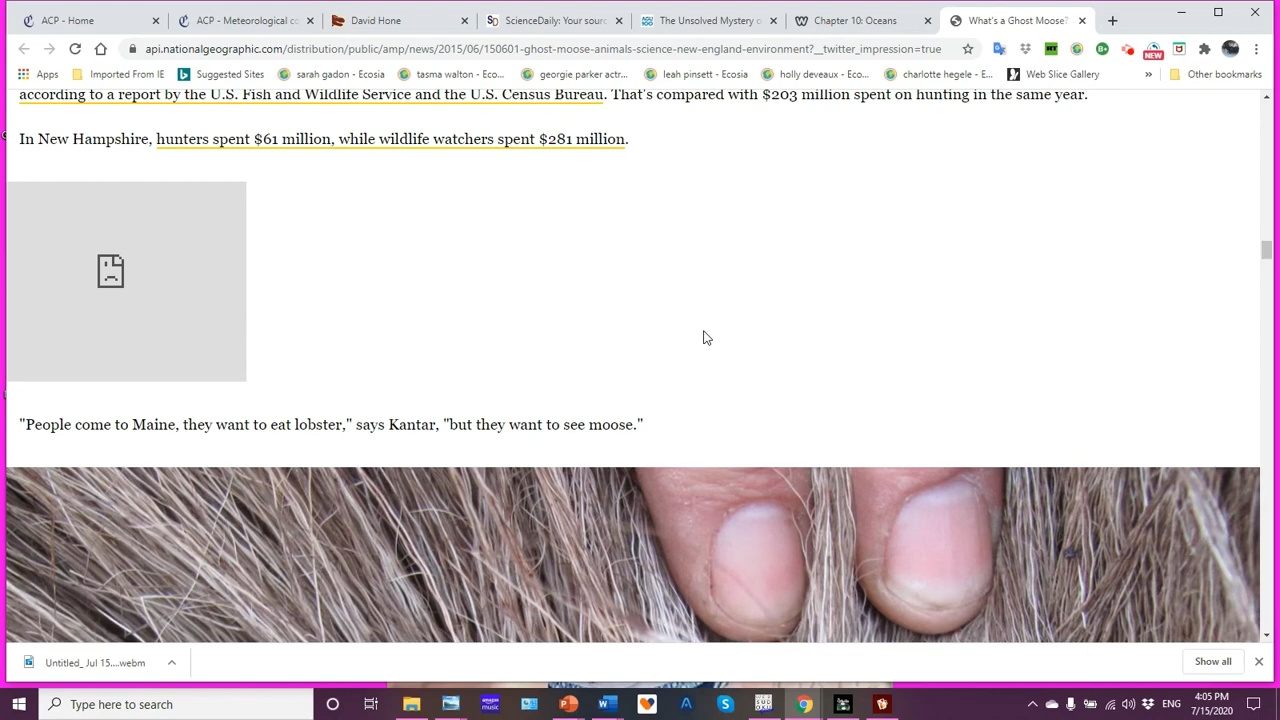 ACP - Home
ACP - Meteorological co
David Hone
ScienceDaily: Your sour
The Unsolved Mystery o
Chapter 10: Oceans
What's a Ghost Moose?
api.nationalgeographic.com/distribution/public/amp/news/2015/06/150601-ghost-moose-animals-science-new-england-environment?__twitter_impression=true
Apps
Imported From IE
Suggested Sites
sarah gadon - Ecosia
tasma walton - Eco...
georgie parker actr...
leah pinsett - Ecosia
holly deveaux - Eco...
charlotte hegele - Ec...
Web Slice Gallery
»
Other bookmarks
according to a report by the U.S. Fish and Wildlife Service and the U.S. Census Bureau. That's compared with $203 million spent on hunting in the same year.
In New Hampshire, hunters spent $61 million, while wildlife watchers spent $281 million.
"People come to Maine, they want to eat lobster," says Kantar, "but they want to see moose."
Untitled_ Jul 15....webm
Show all
Type here to search
ENG
4:05 PM
7/15/2020